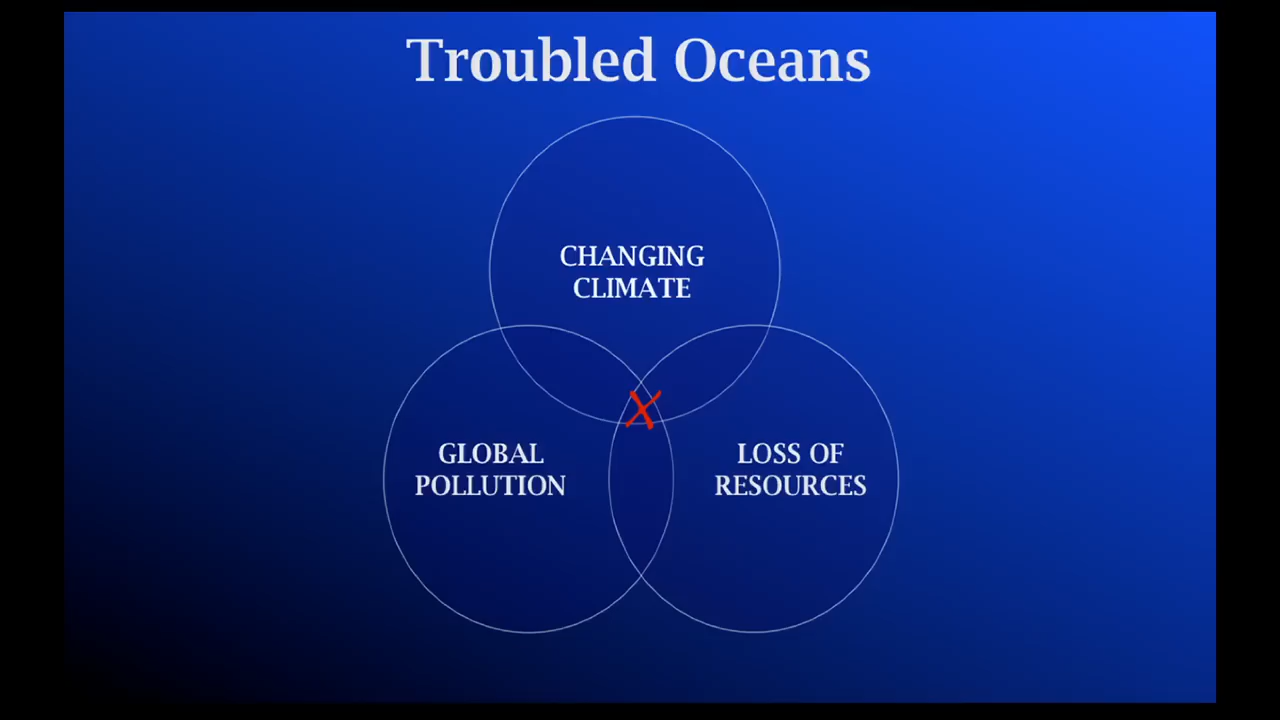 Troubled Oceans
CHANGING
CLIMATE
GLOBAL
POLLUTION
LOSS OF
RESOURCES
X